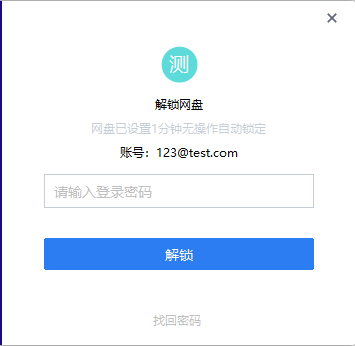 测
解锁网盘
网盘已设置1分钟无操作自动锁定
账号：123@test.com
请输入登录密码
解锁
找回密码